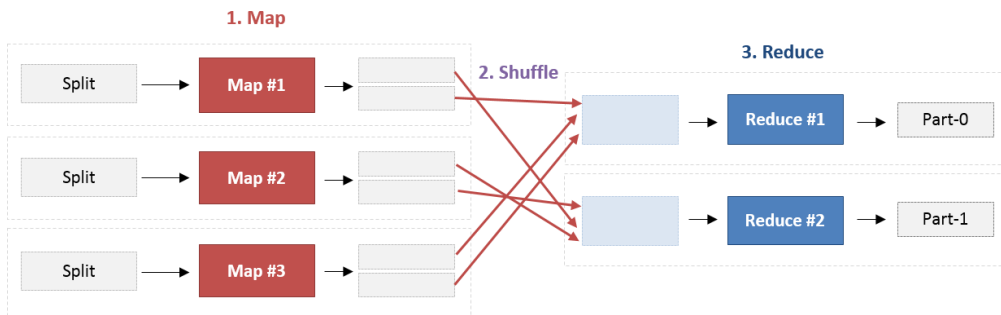 1. Map
2. Shuffle
3. Reduce
Split
Map #1
Split
Map #2
Split
Map #3
Reduce #1
Part-0
Reduce #2
Part-1